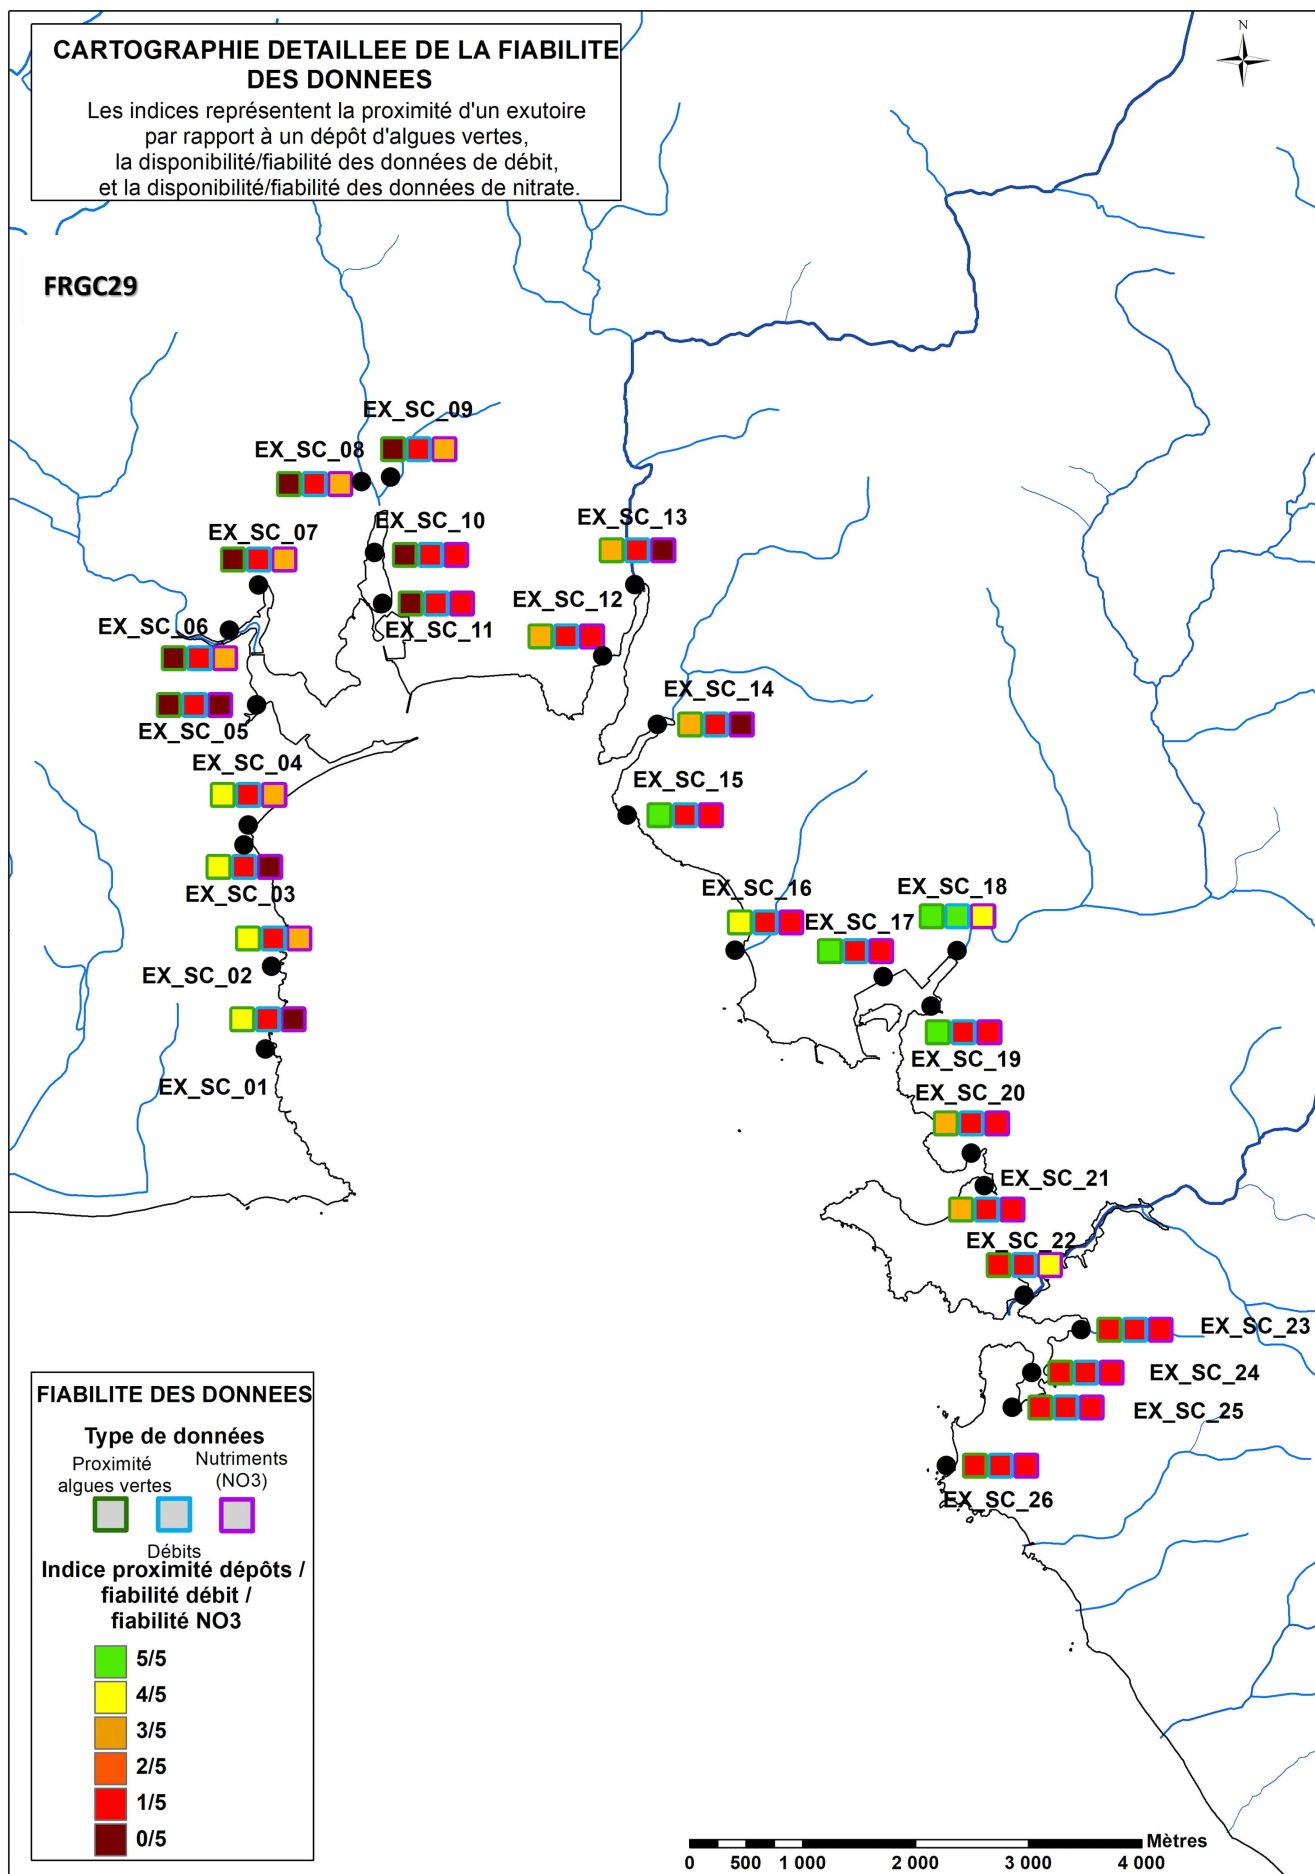 CARTOGRAPHIE DETAILLEE DE LA FIABILITE
DES DONNEES
Les indices représentent la proximité d'un exutoire
par rapport à un dépôt d'algues vertes,
la disponibilité/fiabilité des données de débit,
et la disponibilité/fiabilité des données de nitrate.
N
FRGC29
EX_SC_09
EX_SC_08
EX_SC_10
EX_SC_13
EX_SC_07
EX_SC_12
EX_SC_06
EX_SC_11
EX_SC_14
EX_SC_05
EX_SC_04
EX_SC_15
EX_SC_03
EX_SC_16
EX_SC_18
EX_SC_17
EX_SC_02
EX_SC_19
EX_SC_01
EX_SC_20
EX_SC_21
EX_SC_22
EX_SC_23
EX_SC_24
EX_SC_25
EX_SC_26
FIABILITE DES DONNEES
Type de données
Proximité
algues vertes
Nutriments
(NO3)
Débits
Indice proximité dépôts /
fiabilité débit /
fiabilité NO3
5/5
4/5
3/5
2/5
1/5
0/5
Mètres
0 500 1 000 2 000 3 000 4 000